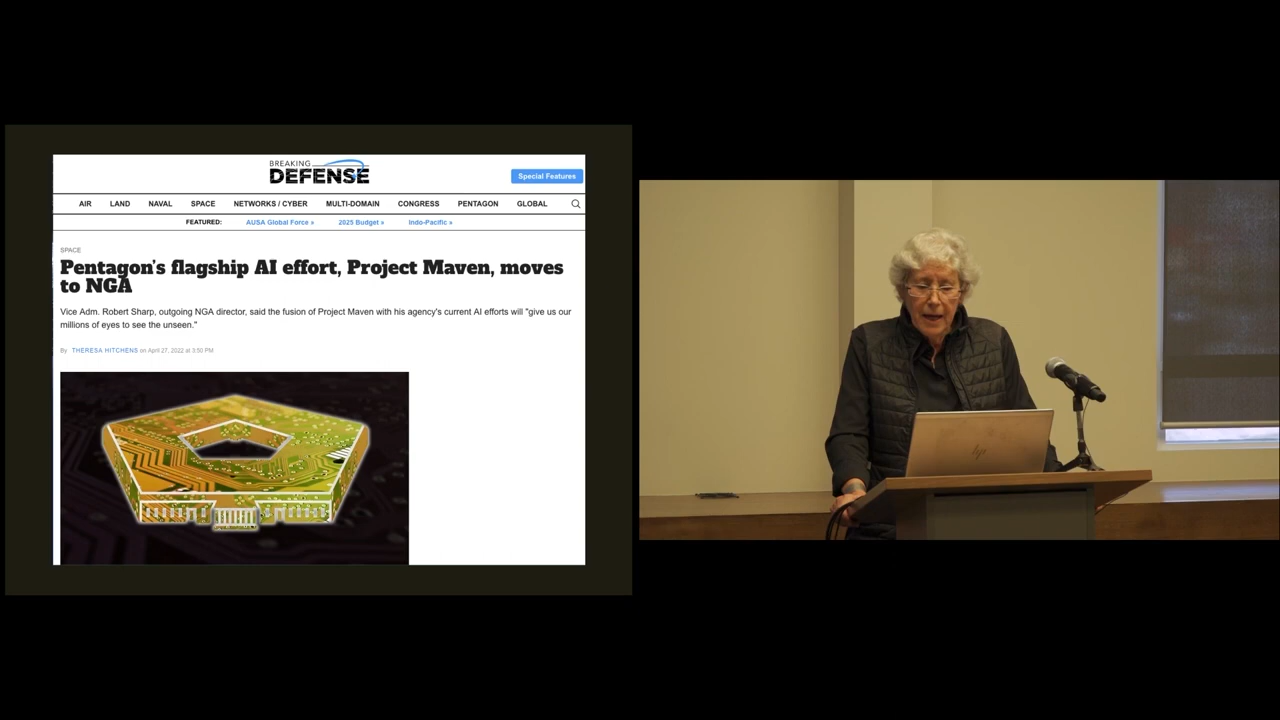 BREAKING
DEFENSE
Special Features
AIR LAND NAVAL SPACE NETWORKS / CYBER MULTI-DOMAIN CONGRESS PENTAGON GLOBAL
FEATURED: AUSA Global Force » 2025 Budget » Indo-Pacific »
SPACE
Pentagon's flagship AI effort, Project Maven, moves
to NGA
Vice Adm. Robert Sharp, outgoing NGA director, said the fusion of Project Maven with his agency's current AI efforts will "give us our
millions of eyes to see the unseen."
By THERESA HITCHENS on April 27, 2022 at 3:50 PM
hp